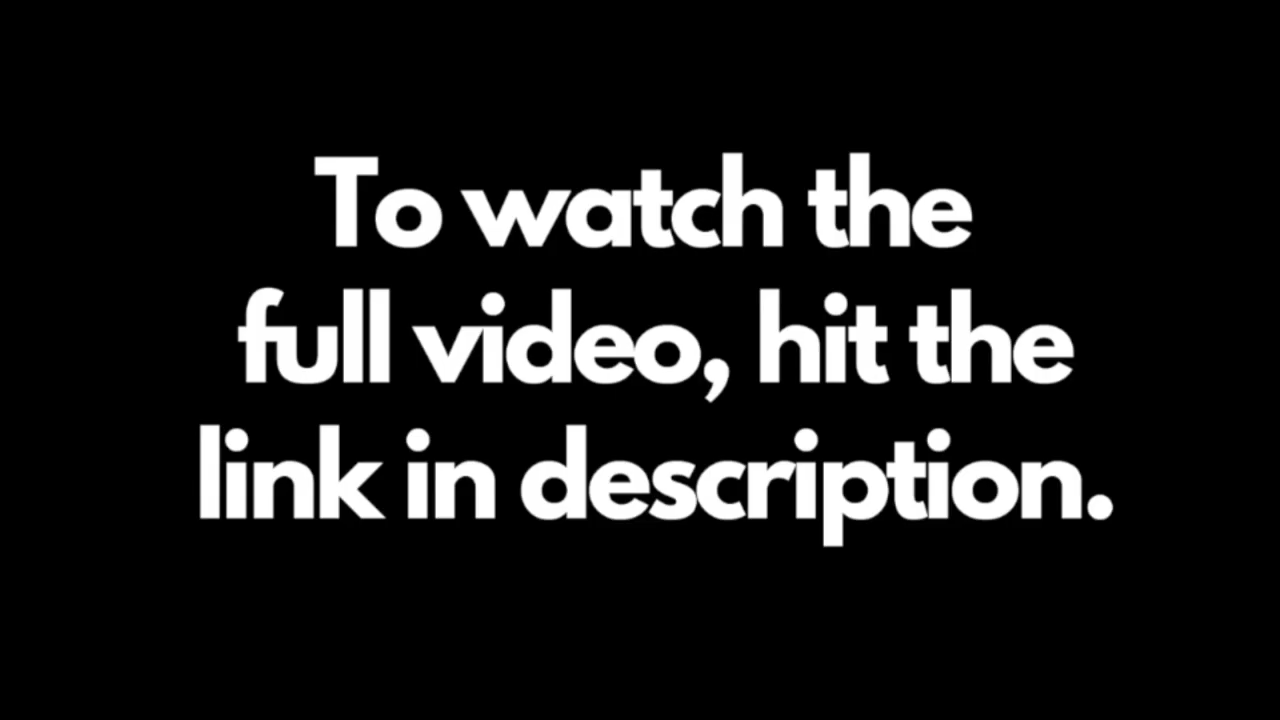 To watch the
full video, hit the
link in description.